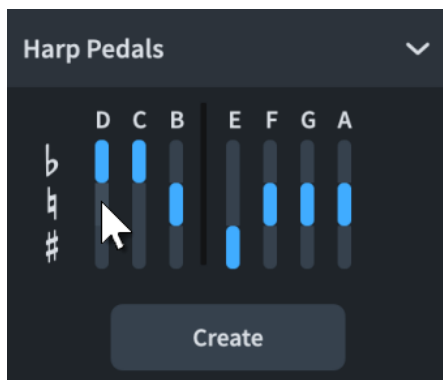 Harp Pedals
D C B E F G A
♭
♮
♯
Create